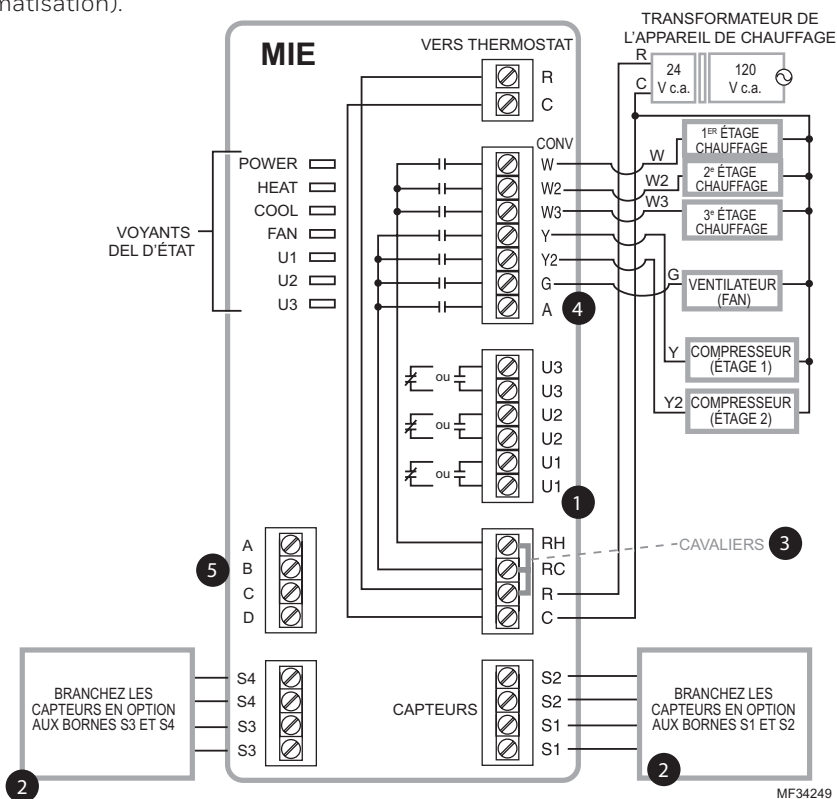 matisation).
TRANSFORMATEUR DE
L'APPAREIL DE CHAUFFAGE
MIE
VERS THERMOSTAT
R
C
R
C
24
V c.a.
120
V c.a.
VOYANTS
DEL D'ÉTAT
POWER
HEAT
COOL
FAN
U1
U2
U3
CONV
W
W2
W3
Y
Y2
G
A
4
W
W2
W3
G
Y
Y2
1ER ÉTAGE
CHAUFFAGE
2e ÉTAGE
CHAUFFAGE
3e ÉTAGE
CHAUFFAGE
VENTILATEUR
(FAN)
COMPRESSEUR
(ÉTAGE 1)
COMPRESSEUR
(ÉTAGE 2)
ou
ou
ou
U3
U3
U2
U2
U1
U1
1
5
A
B
C
D
RH
RC
R
C
CAVALIERS
3
BRANCHEZ LES
CAPTEURS EN OPTION
AUX BORNES S3 ET S4
2
S4
S4
S3
S3
CAPTEURS
S2
S2
S1
S1
BRANCHEZ LES
CAPTEURS EN OPTION
AUX BORNES S1 ET S2
2
MF34249